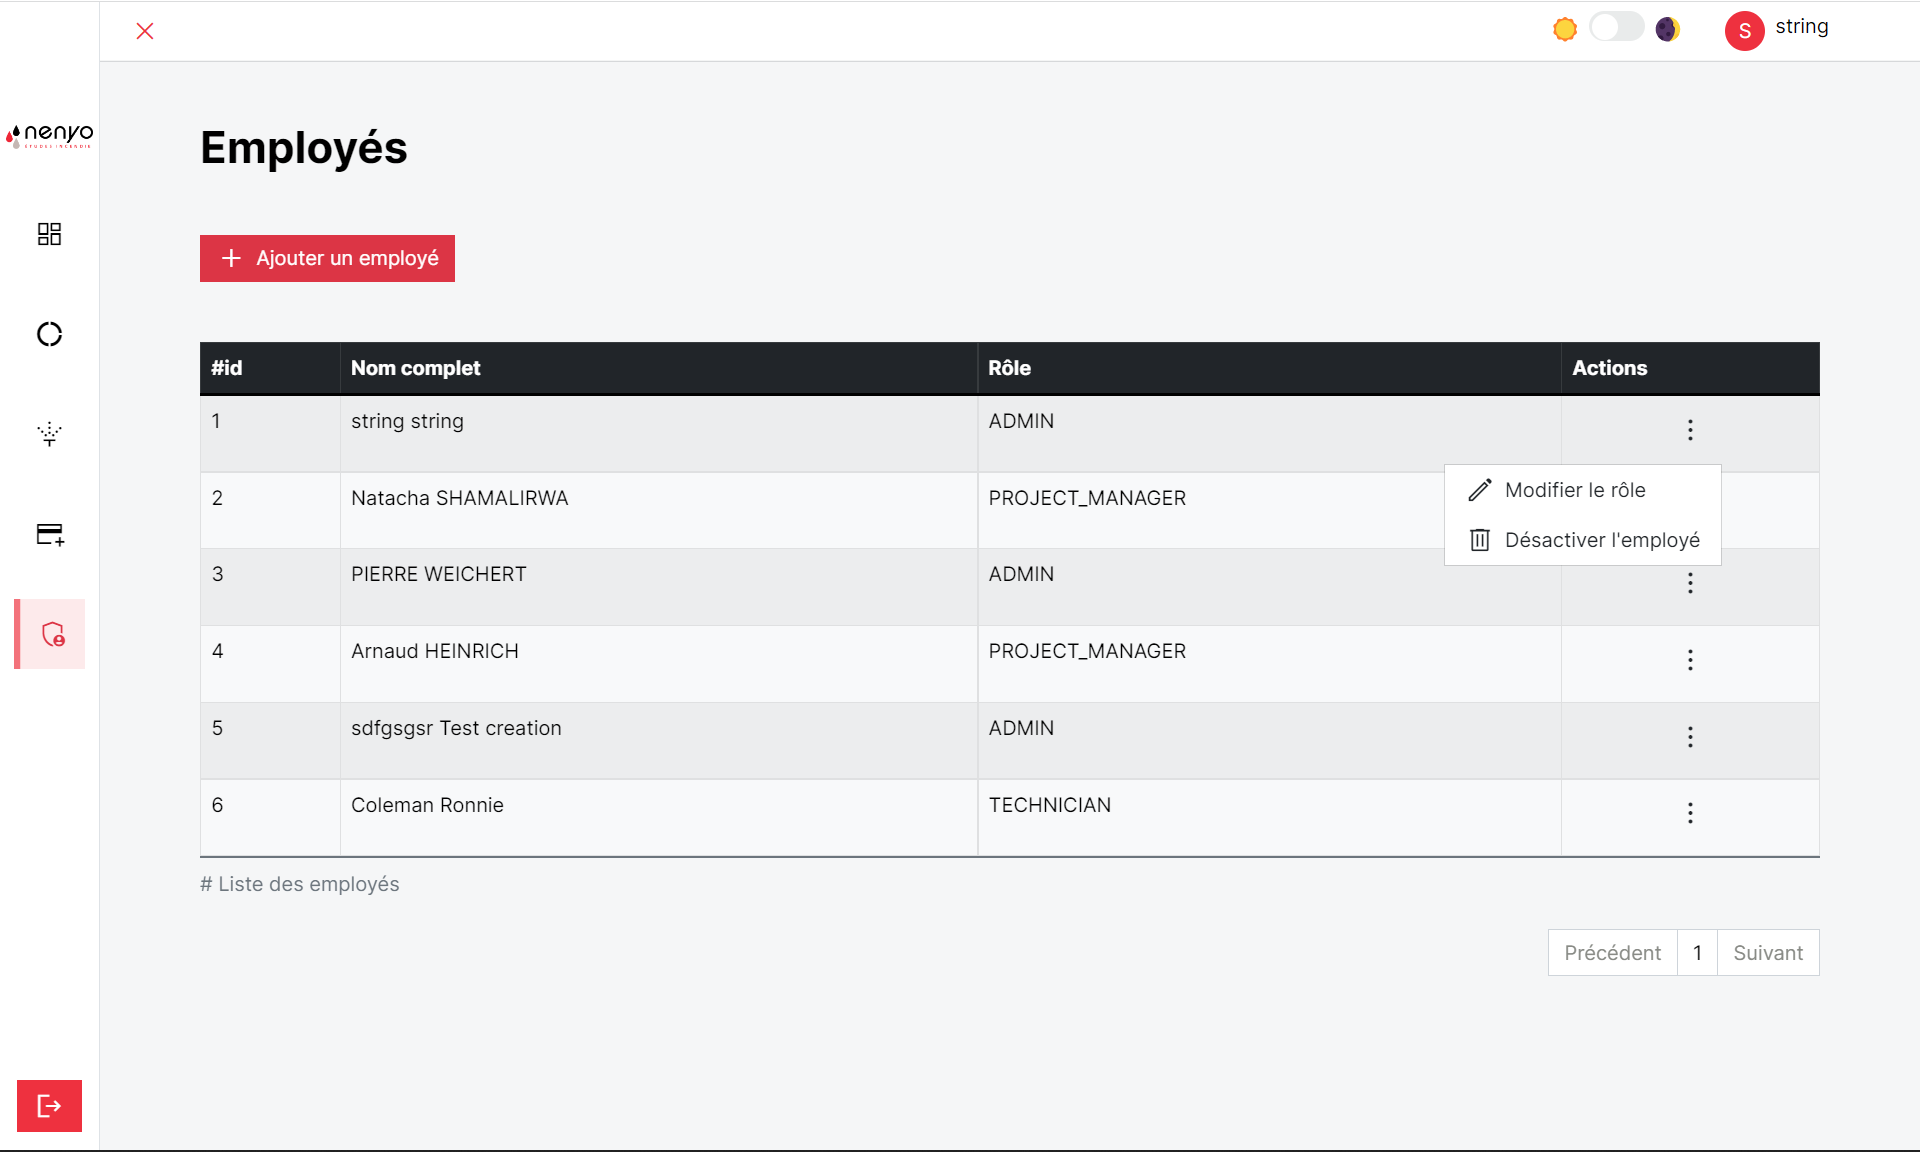 S string
nenyo
ÉTUDES INCENDIE
Employés
Ajouter un employé
#id Nom complet Rôle Actions
1 string string ADMIN
2 Natacha SHAMALIRWA PROJECT_MANAGER
Modifier le rôle
Désactiver l'employé
3 PIERRE WEICHERT ADMIN
4 Arnaud HEINRICH PROJECT_MANAGER
5 sdfgsgsr Test creation ADMIN
6 Coleman Ronnie TECHNICIAN
# Liste des employés
Précédent 1 Suivant